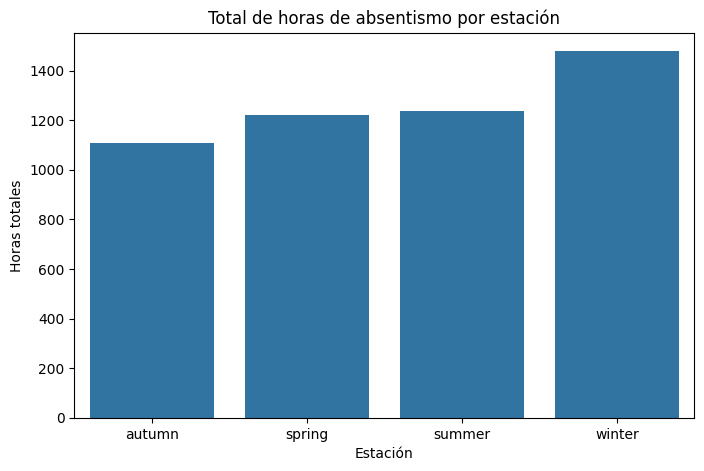 Total de horas de absentismo por estación
Horas totales
1400
1200
1000
800
600
400
200
0
autumn
spring
summer
winter
Estación